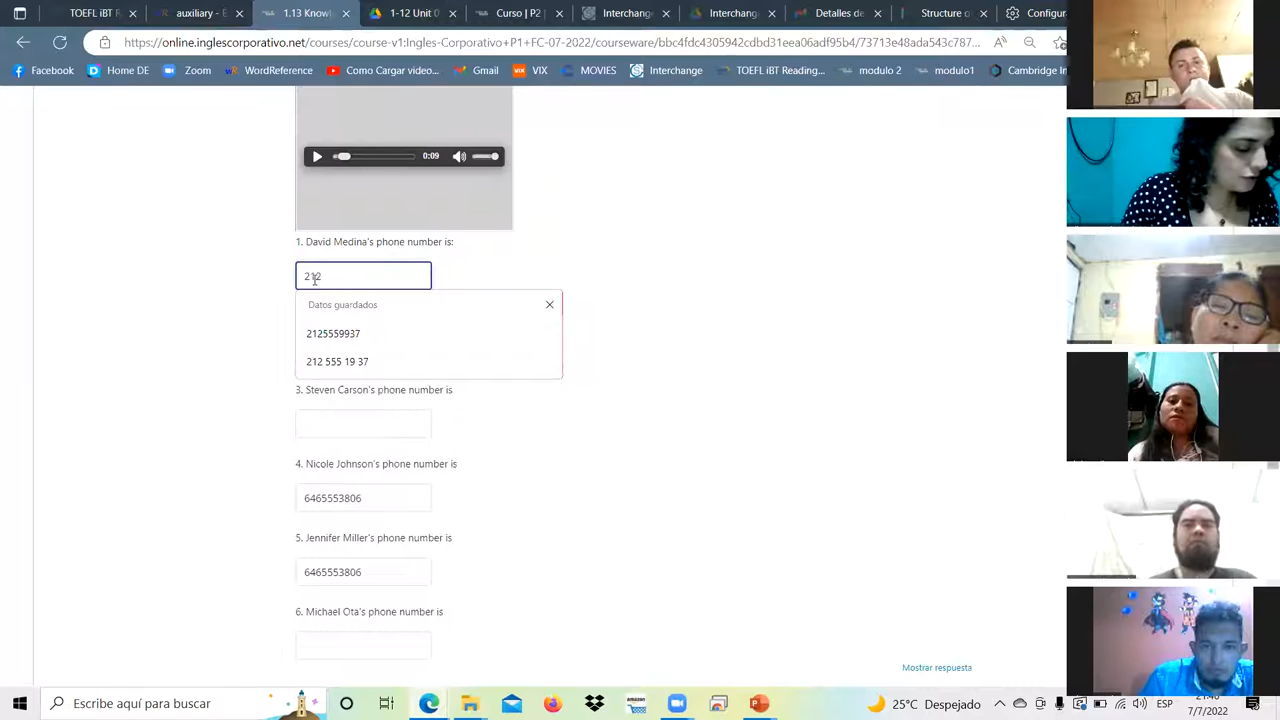 TOEFL iBT R
auxiliary - E
1.13 Knowl
1-12 Unit 0
Curso | P2 |
Interchange
Interchang
Detalles de
Structure o
Configur
https://online.inglescorporativo.net/courses/course-v1:Ingles-Corporativo+P1+FC-07-2022/courseware/bbc4fdc4305942cdbd31eea06adf95b4/73713e48ada543c787...
Facebook
Home DE
Zoom
WordReference
Como Cargar video...
Gmail
VIX
MOVIES
Interchange
TOEFL iBT Reading...
modulo 2
modulo1
Cambridge In
0:09
1. David Medina's phone number is:
212
Datos guardados
2125559937
212 555 19 37
3. Steven Carson's phone number is
4. Nicole Johnson's phone number is
6465553806
5. Jennifer Miller's phone number is
6465553806
6. Michael Ota's phone number is
Mostrar respuesta
Escribe aquí para buscar
25°C Despejado
ESP
7/7/2022